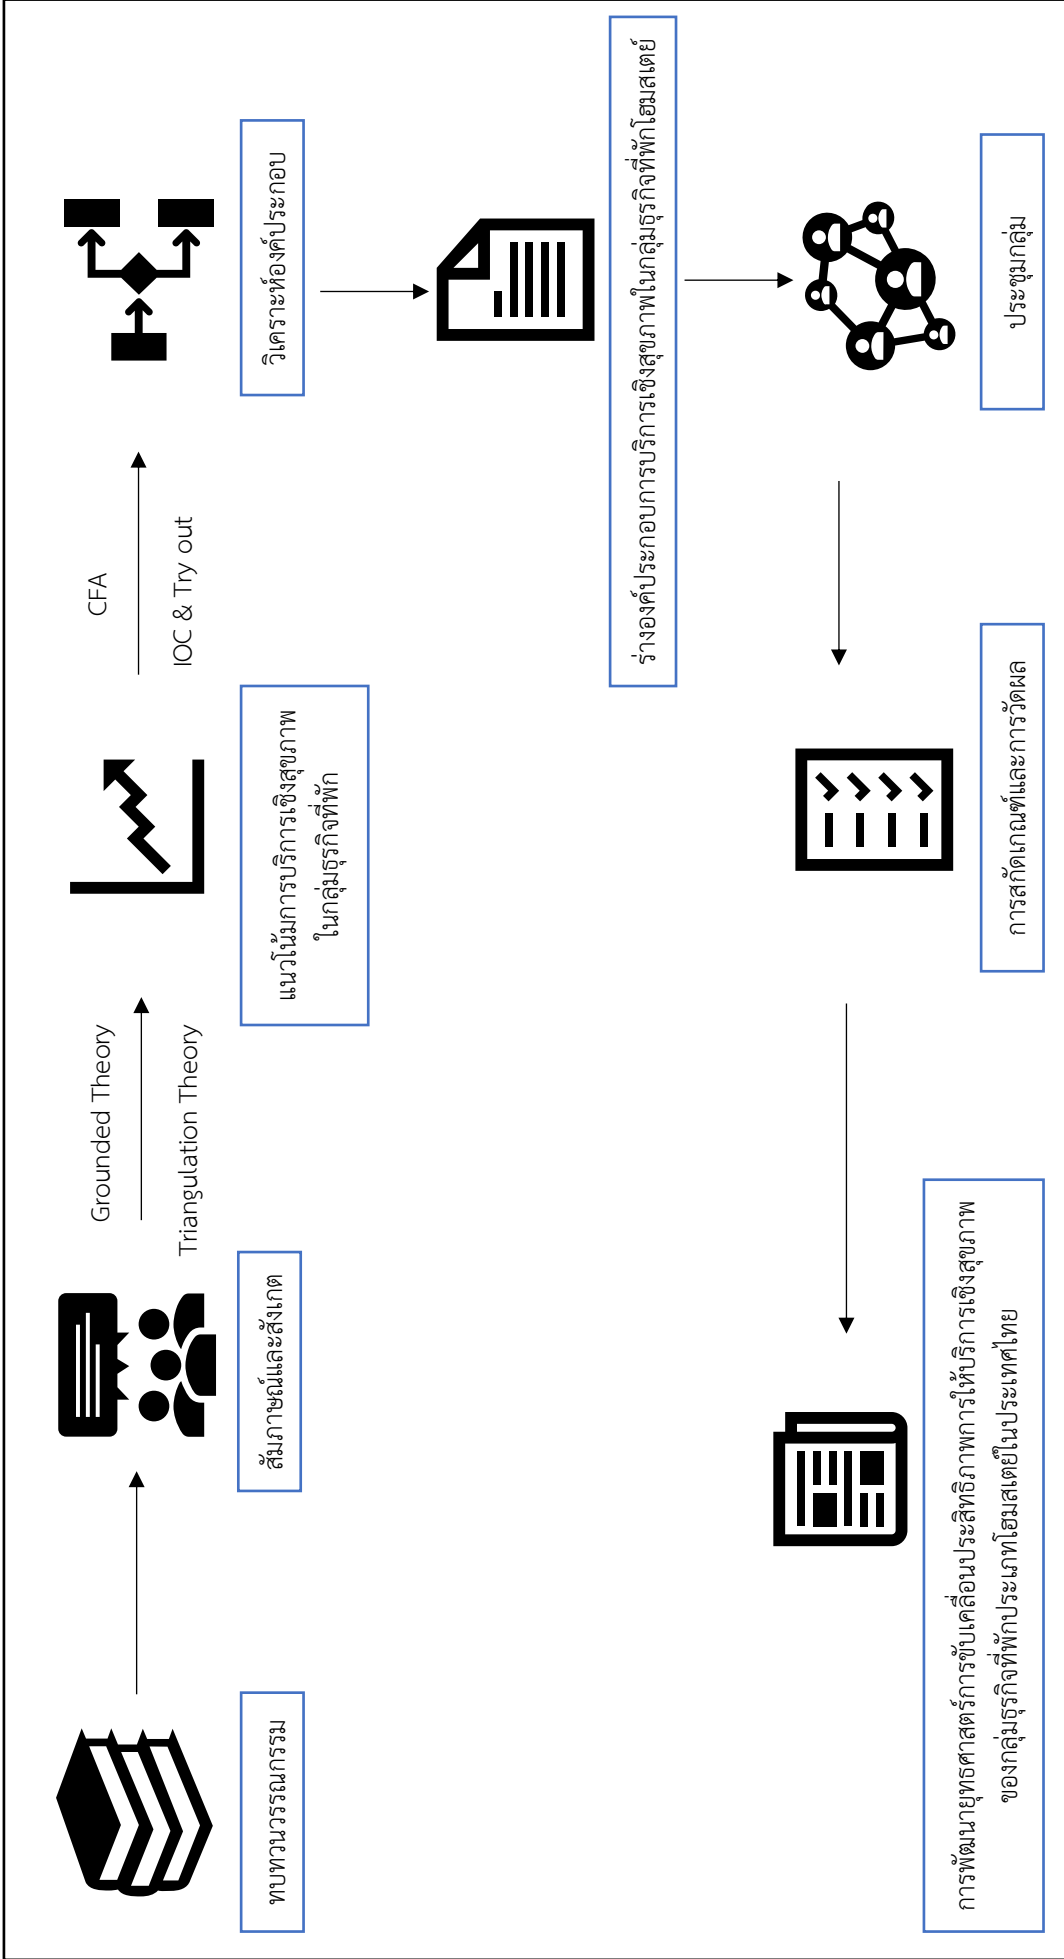 ทบทวนวรรณกรรม
สัมภาษณ์และสังเกต
Grounded Theory
Triangulation Theory
แนวโน้มการบริการเชิงสุขภาพ
ในกลุ่มธุรกิจที่พัก
CFA
IOC & Try out
วิเคราะห์องค์ประกอบ
ร่างองค์ประกอบการบริการเชิงสุขภาพในกลุ่มธุรกิจที่พักโฮมสเตย์
ประชุมกลุ่ม
การสกัดเกณฑ์และการวัดผล
การพัฒนายุทธศาสตร์การขับเคลื่อนประสิทธิภาพการให้บริการเชิงสุขภาพ
ของกลุ่มธุรกิจที่พักประเภทโฮมสเตย์ในประเทศไทย